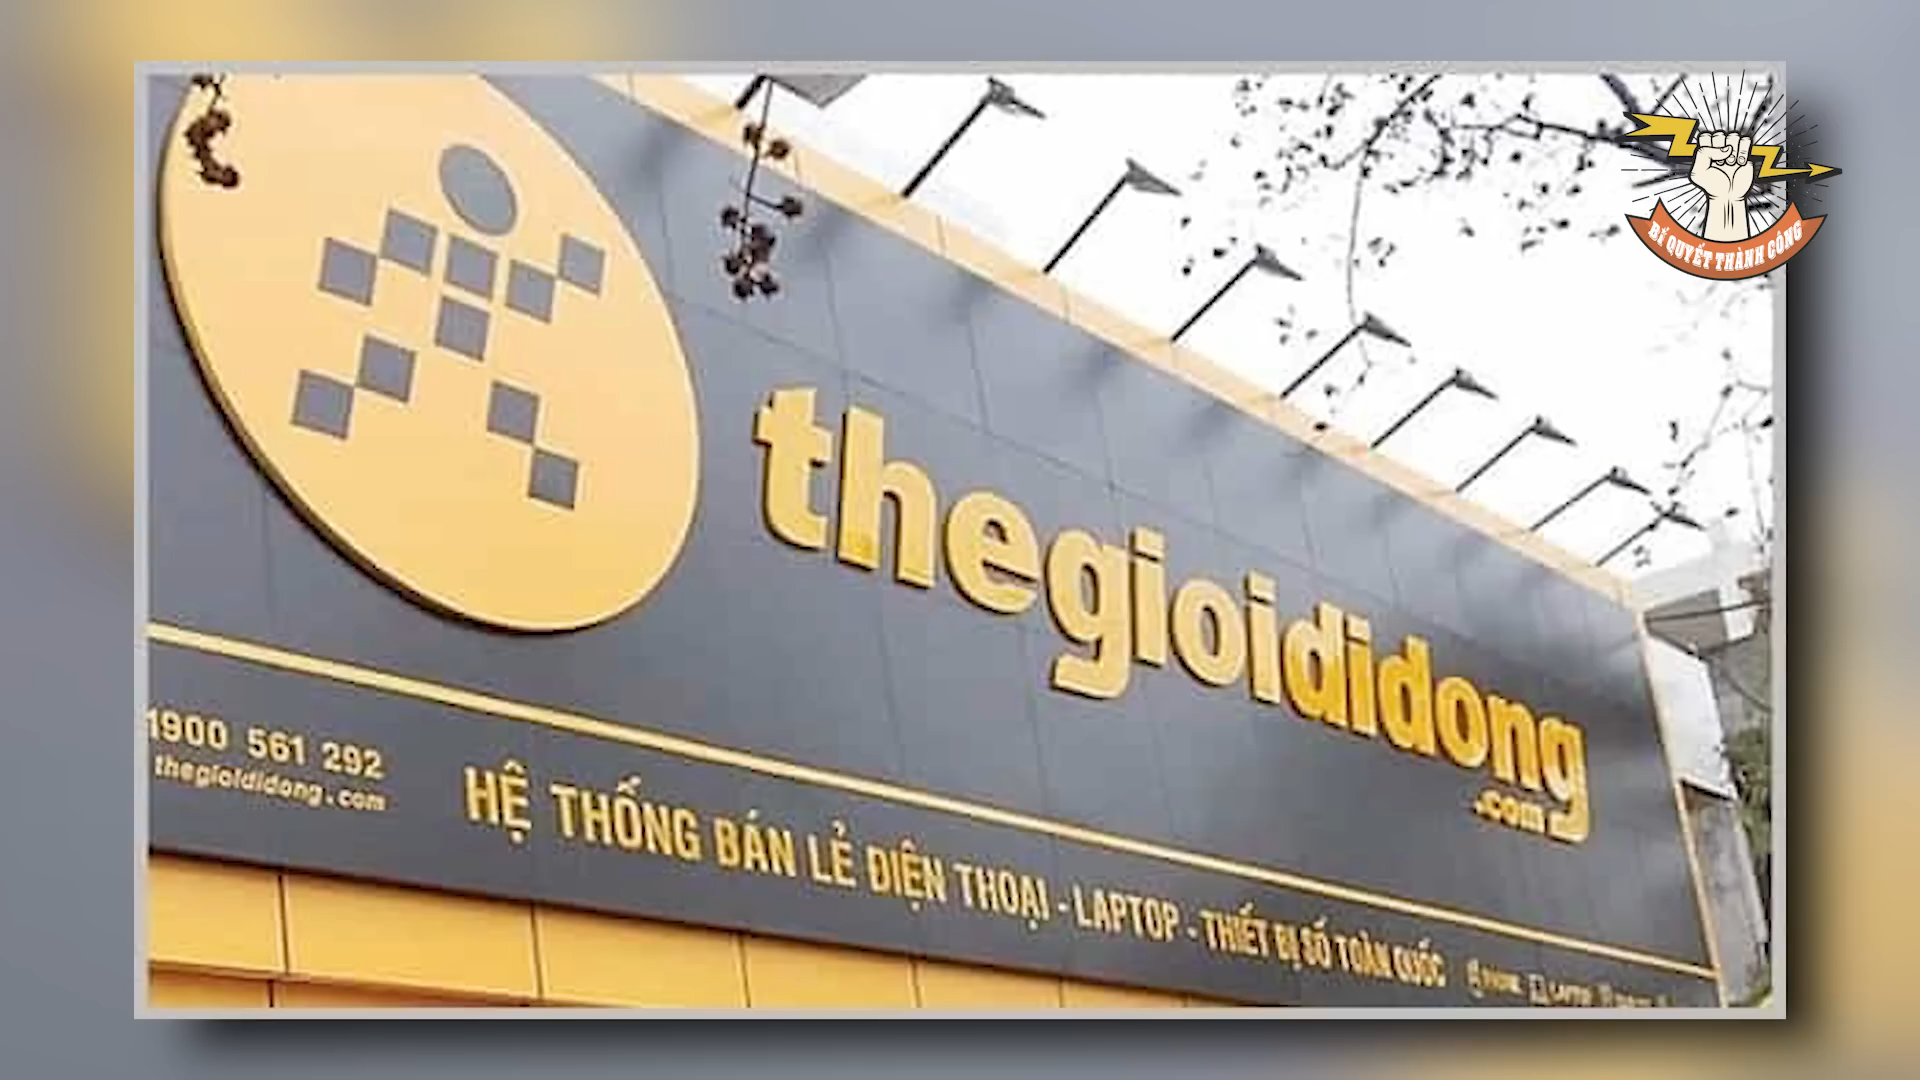 BÍ QUYẾT THÀNH CÔNG
thegioididong
.com
1900 561 292
thegioididong.com
HỆ THỐNG BÁN LẺ ĐIỆN THOẠI - LAPTOP - THIẾT BỊ SỐ TOÀN QUỐC